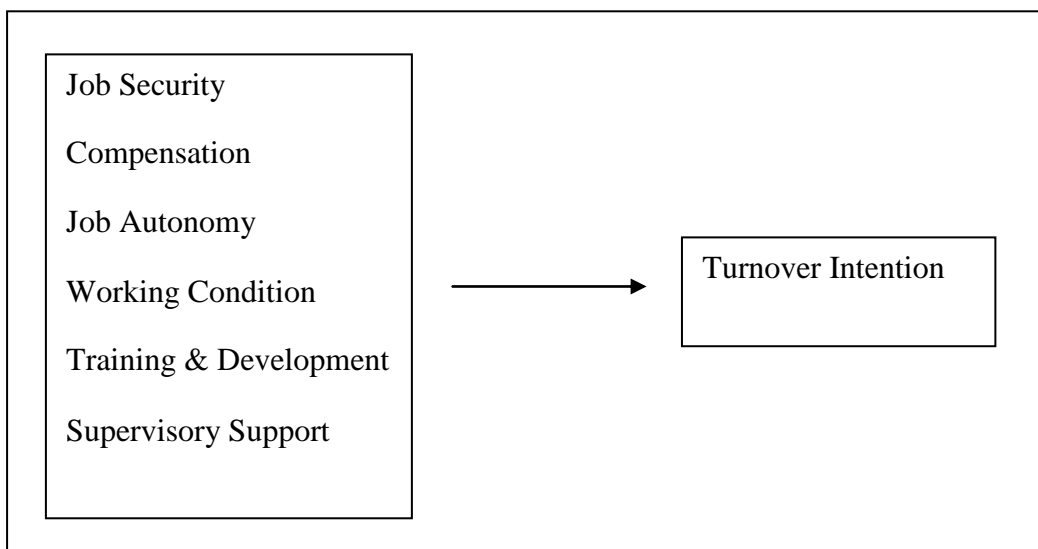 Job Security
Compensation
Job Autonomy
Working Condition
Training & Development
Supervisory Support
Turnover Intention